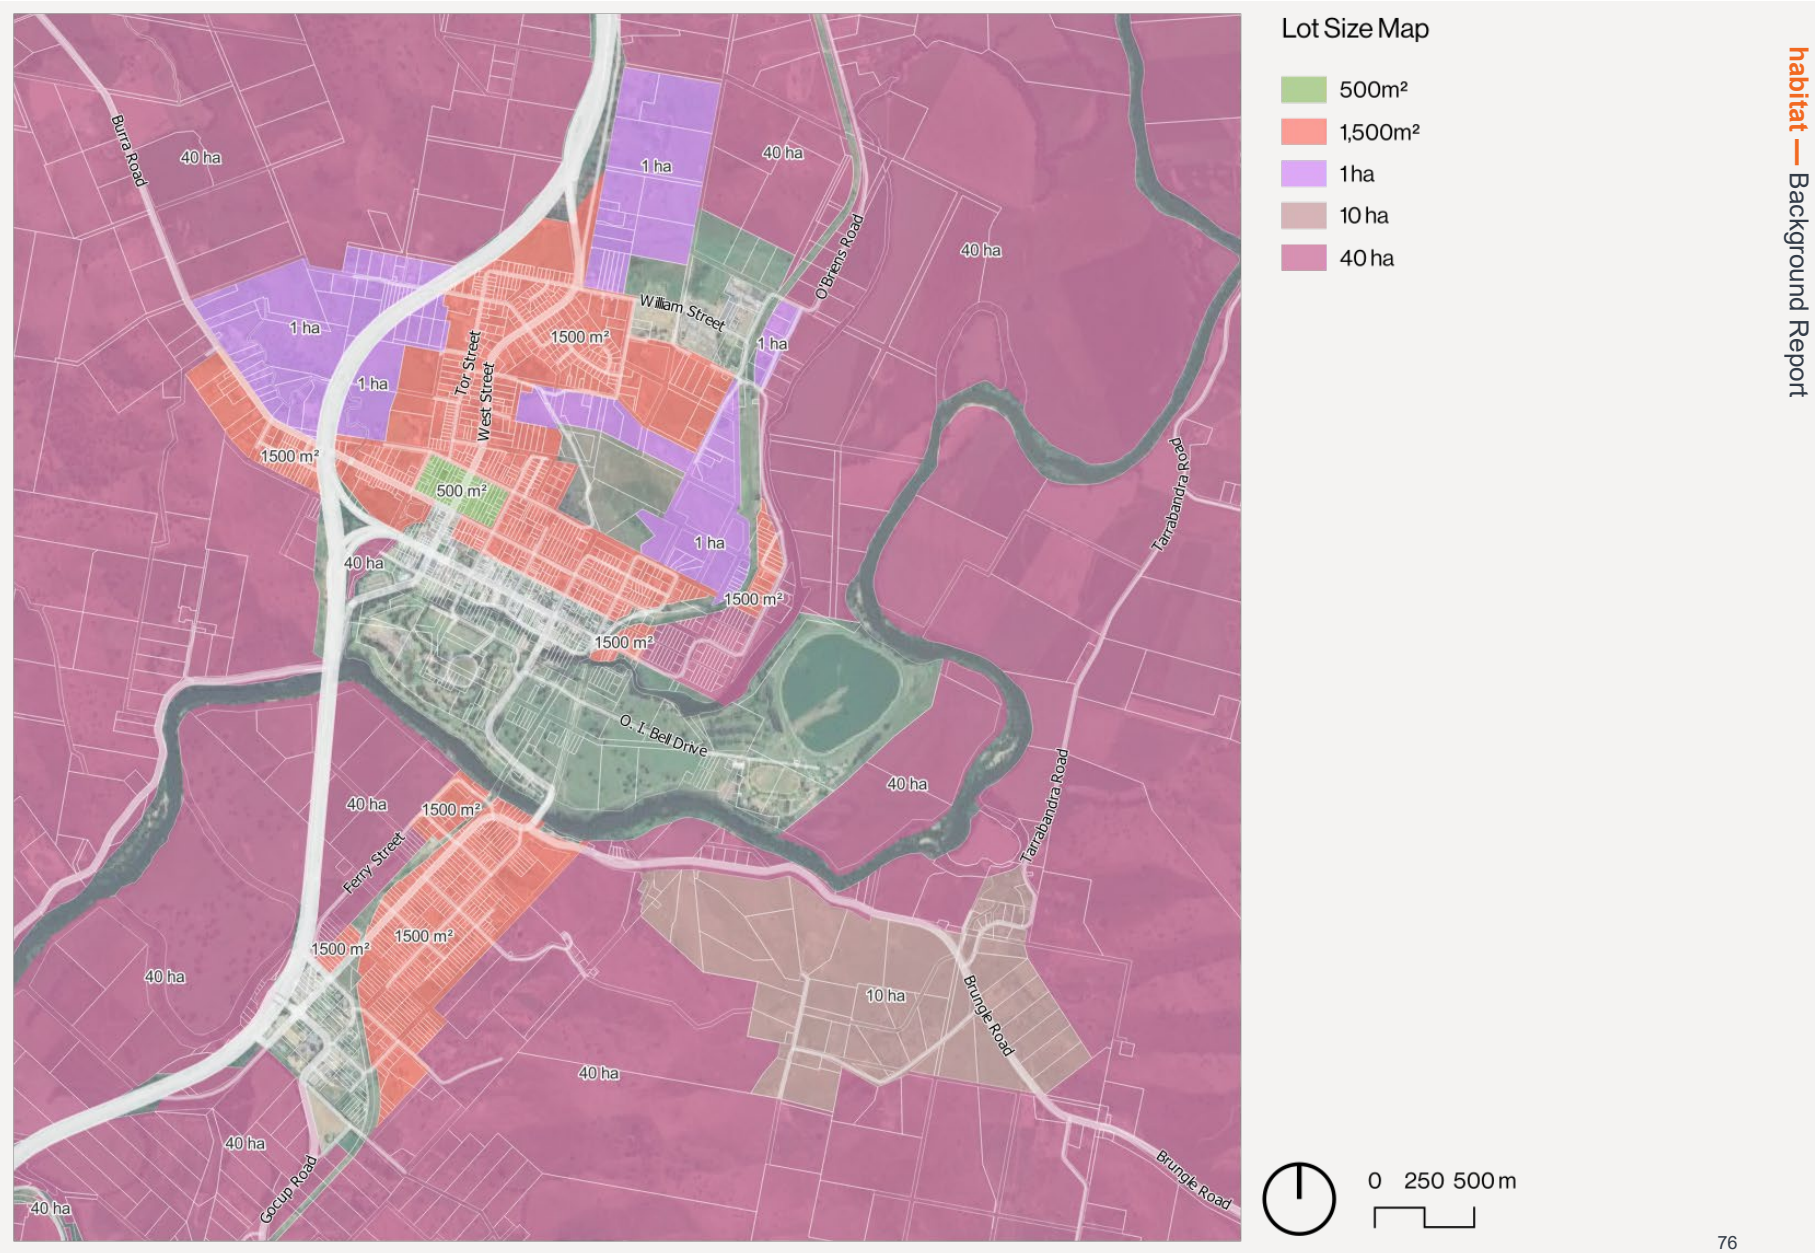 Lot Size Map
500m²
1,500m²
1 ha
10 ha
40 ha
habitat — Background Report
Burra Road
40 ha
1 ha
40 ha
O'Briens Road
40 ha
William Street
1 ha
1500 m²
1 ha
Tor Street
1 ha
West Street
1500 m²
500 m²
Tarrabandra Road
1 ha
40 ha
1500 m²
1500 m²
O. I. Bell Drive
40 ha
40 ha
1500 m²
Tarrabandra Road
Ferry Street
1500 m²
1500 m²
40 ha
10 ha
Brungle Road
40 ha
40 ha
Gocup Road
Brungle Road
40 ha
0 250 500 m
76